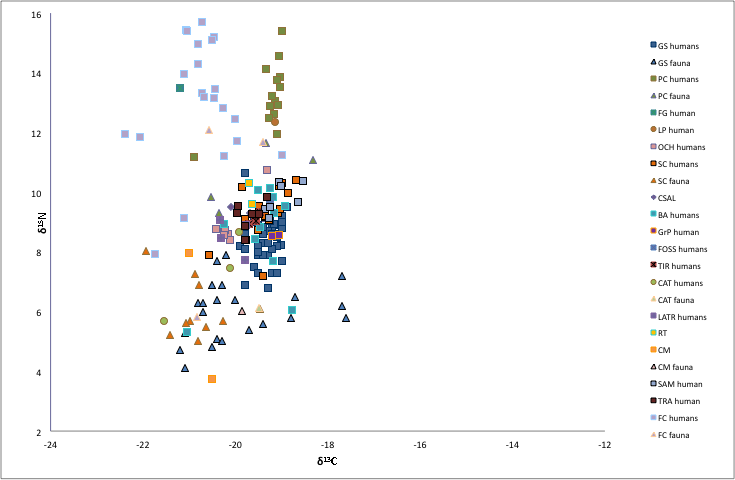 16
14
12
10
8
6
4
2
δ¹⁵N
-24
-22
-20
-18
-16
-14
-12
δ¹³C
GS humans
GS fauna
PC humans
PC fauna
FG humans
LP human
OCH humans
SC humans
SC fauna
CSAL
BA humans
GrP human
FOSS humans
TIR humans
CAT humans
CAT fauna
LATR humans
RT
CM
CM fauna
SAM human
TRA human
FC humans
FC fauna